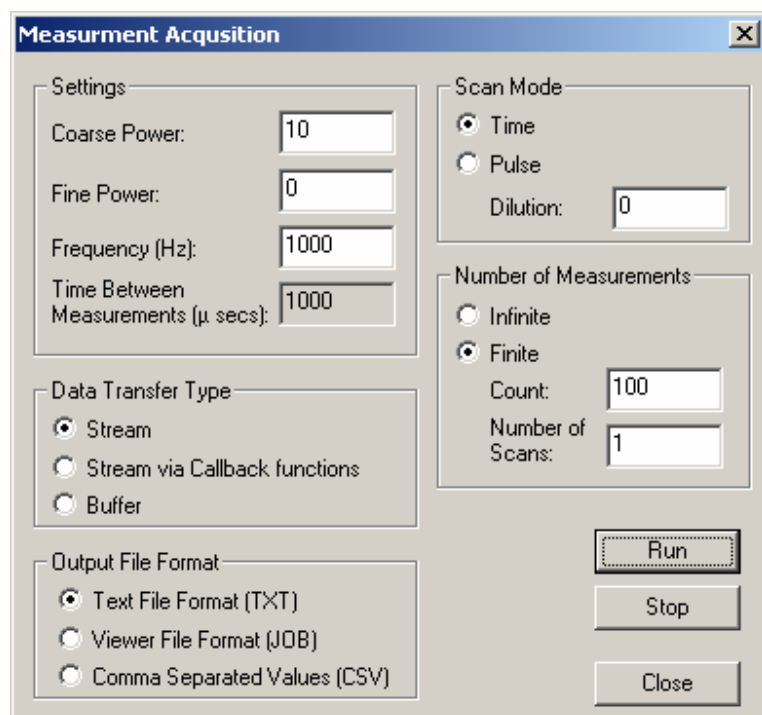 Measurment Acqusition
Settings
Coarse Power: 10
Fine Power: 0
Frequency (Hz): 1000
Time Between
Measurements (µ secs): 1000
Data Transfer Type
Stream
Stream via Callback functions
Buffer
Output File Format
Text File Format (TXT)
Viewer File Format (JOB)
Comma Separated Values (CSV)
Scan Mode
Time
Pulse
Dilution: 0
Number of Measurements
Infinite
Finite
Count: 100
Number of
Scans: 1
Run
Stop
Close